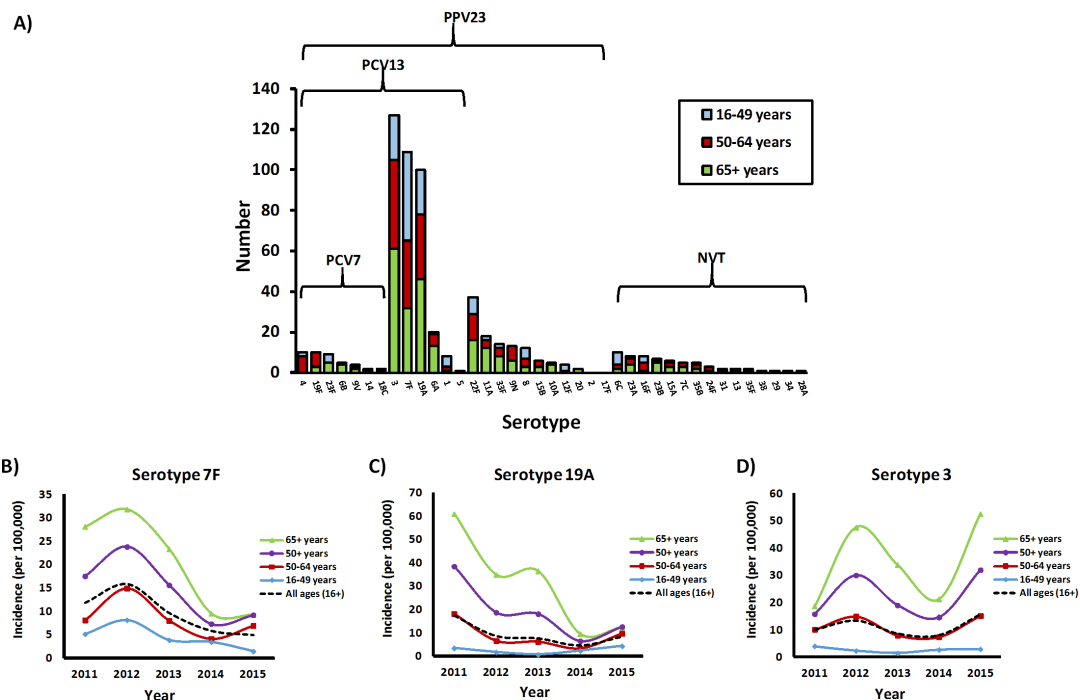 A)
PPV23
PCV13
PCV7
NVT
16-49 years
50-64 years
65+ years
Number
140
120
100
80
60
40
20
0
4 19F 23F 6B 9V 14 18C 3 7F 19A 6A 1 5 22F 11A 33F 9N 8 15B 10A 12F 20 2 17F 6C 23A 16F 23B 15A 7C 35B 24F 31 13 35F 38 29 34 28A
Serotype
B)
Serotype 7F
Incidence (per 100,000)
35
30
25
20
15
10
5
0
2011 2012 2013 2014 2015
Year
65+ years
50+ years
50-64 years
16-49 years
All ages (16+)
C)
Serotype 19A
Incidence (per 100,000)
70
60
50
40
30
20
10
0
2011 2012 2013 2014 2015
Year
65+ years
50+ years
50-64 years
16-49 years
All ages (16+)
D)
Serotype 3
Incidence (per 100,000)
60
50
40
30
20
10
0
2011 2012 2013 2014 2015
Year
65+ years
50+ years
50-64 years
16-49 years
All ages (16+)